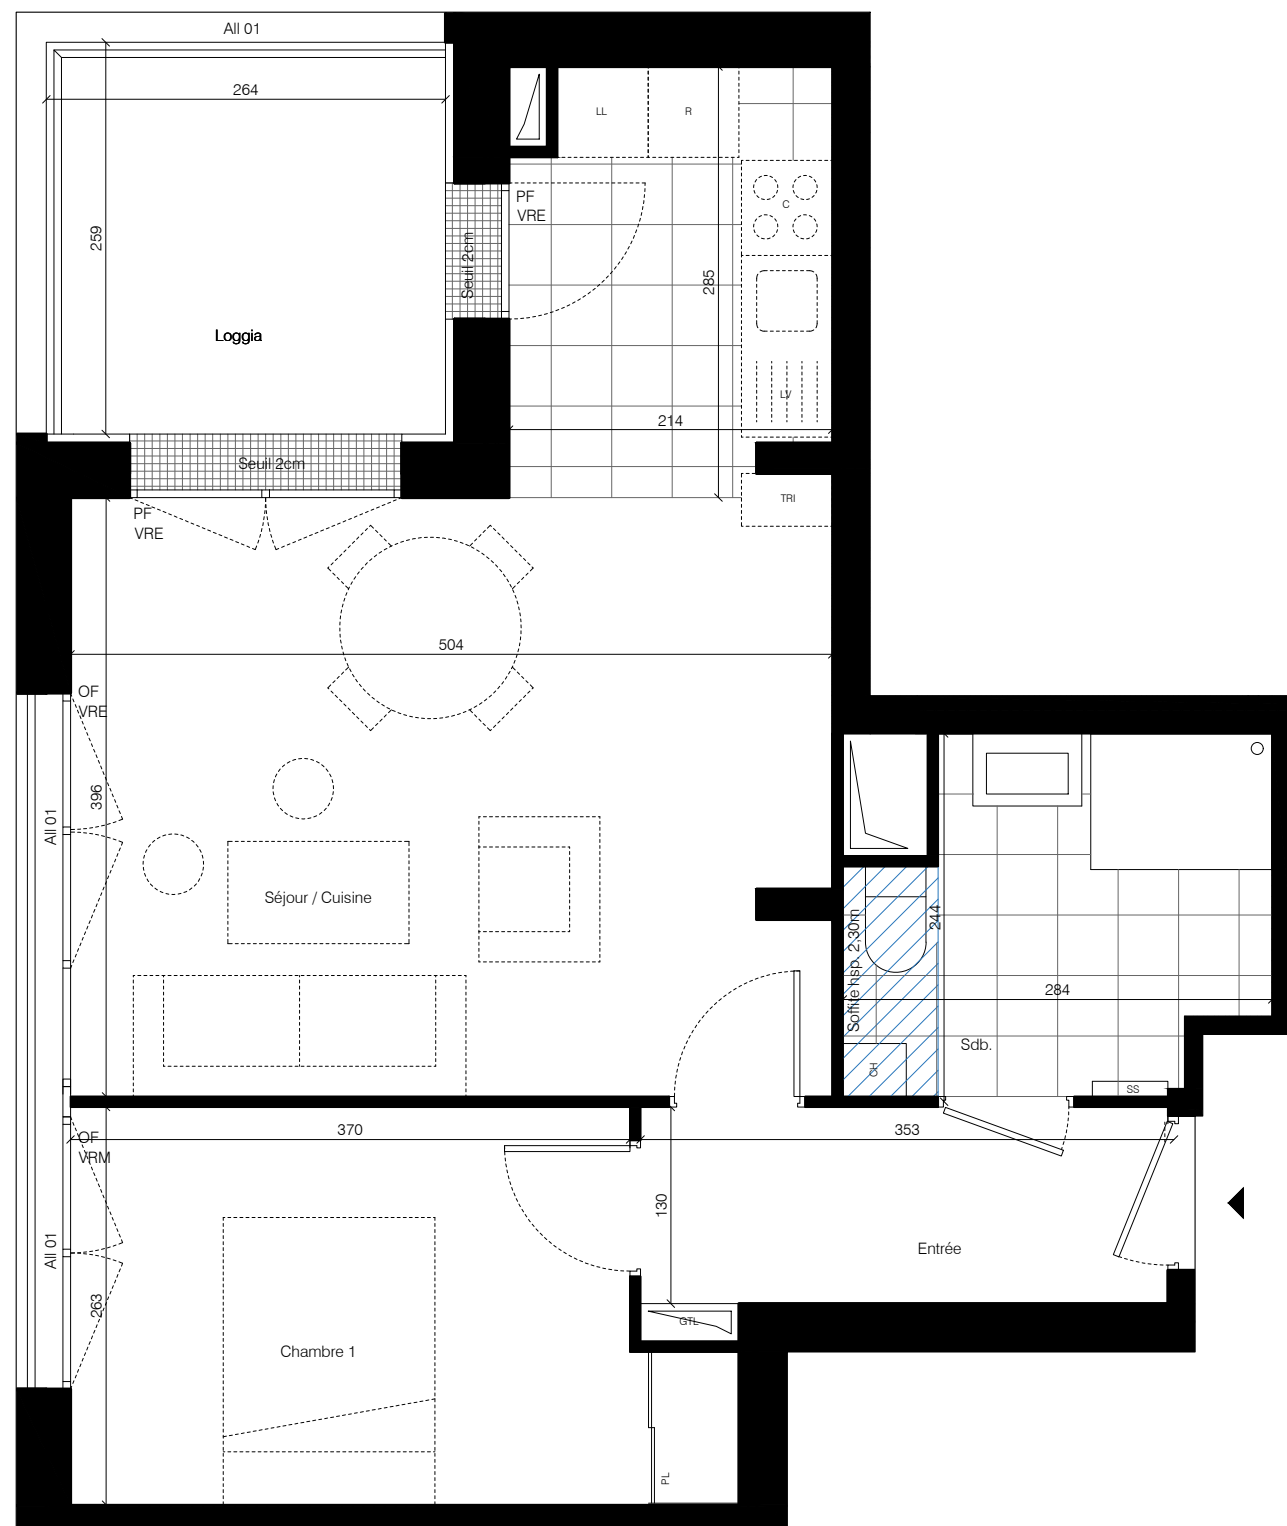 All 01
264
LL
R
PF
VRE
C
259
Seuil 2cm
285
Loggia
LV
214
Seuil 2cm
TRI
PF
VRE
504
OF
VRE
396
All 01
Séjour / Cuisine
Soffite hsp. 2,30m
244
284
Sdb.
CH
SS
370
353
OF
VRM
130
All 01
Entrée
263
GTL
Chambre 1
PL